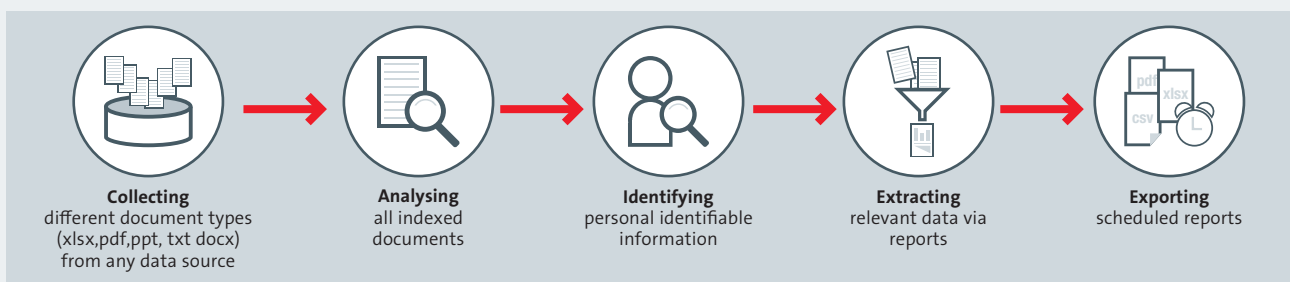 pdf
xlsx
csv
Collecting
different document types
(xlsx,pdf,ppt, txt docx)
from any data source
Analysing
all indexed
documents
Identifying
personal identifiable
information
Extracting
relevant data via
reports
Exporting
scheduled reports